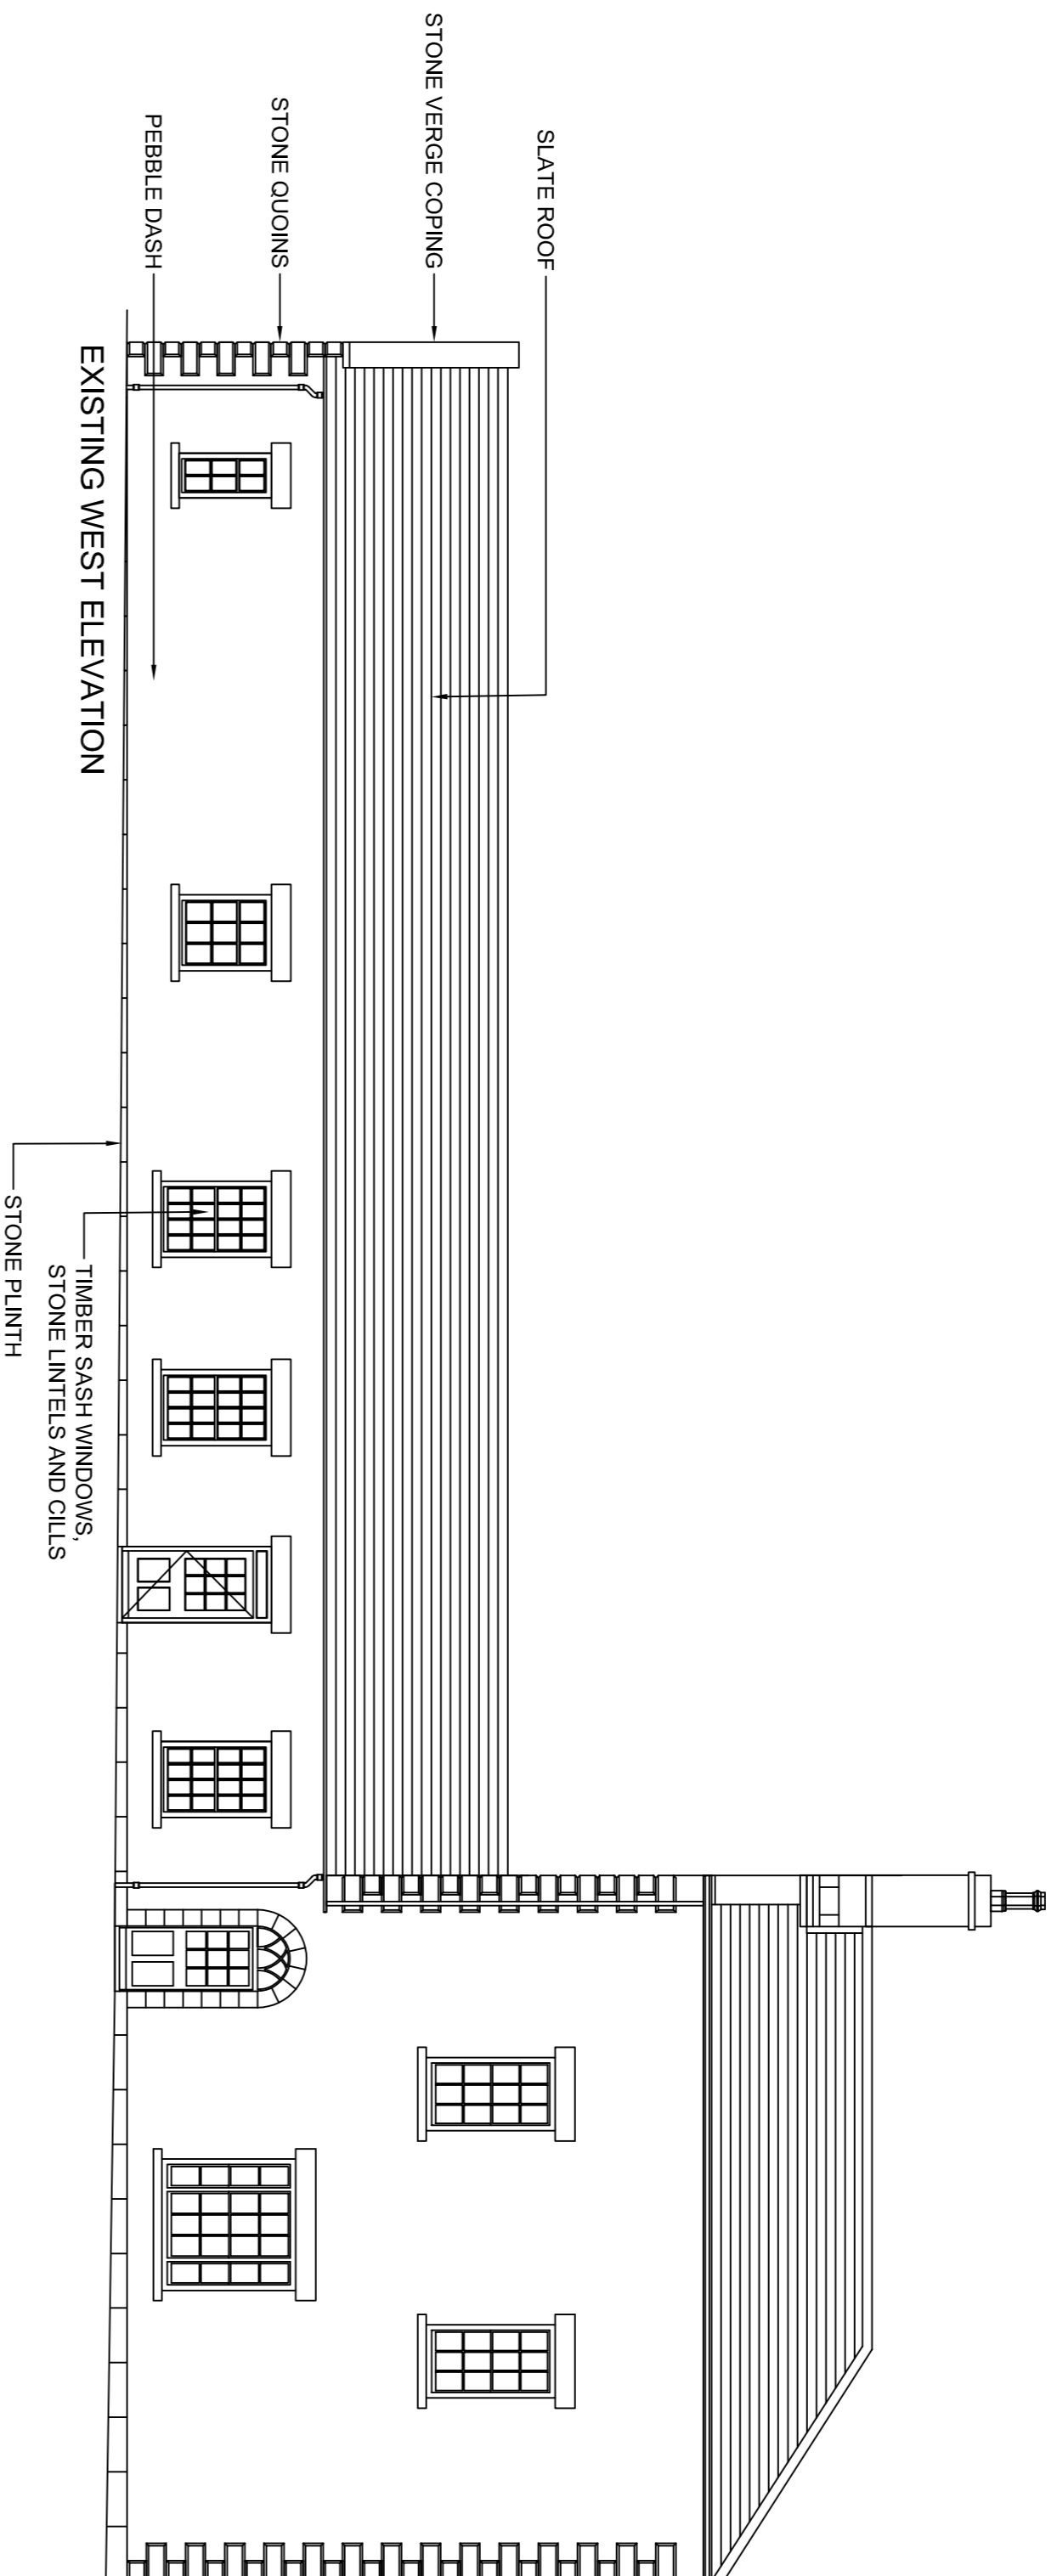 SLATE ROOF
STONE VERGE COPING
STONE QUOINS
PEBBLE DASH
EXISTING WEST ELEVATION
TIMBER SASH WINDOWS,
STONE LINTELS AND CILLS
STONE PLINTH